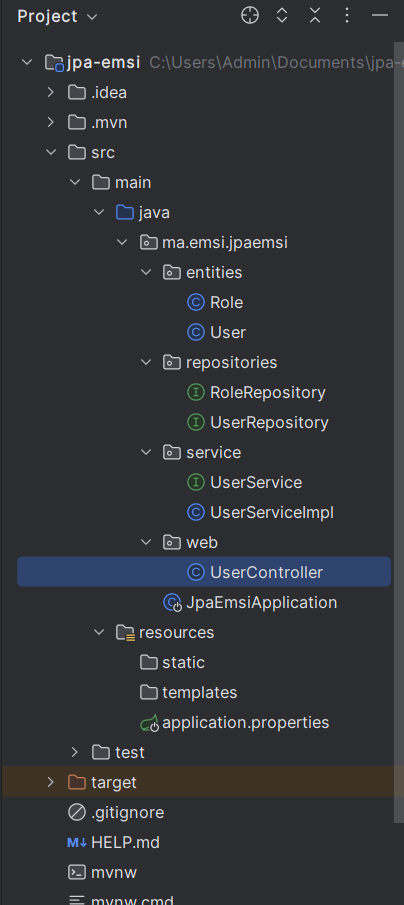 Project
jpa-emsi C:\Users\Admin\Documents\jpa-e
.idea
.mvn
src
main
java
ma.emsi.jpaemsi
entities
C Role
C User
repositories
I RoleRepository
I UserRepository
service
I UserService
C UserServiceImpl
web
C UserController
C JpaEmsiApplication
resources
static
templates
application.properties
test
target
.gitignore
M↓ HELP.md
mvnw
mvnw.cmd